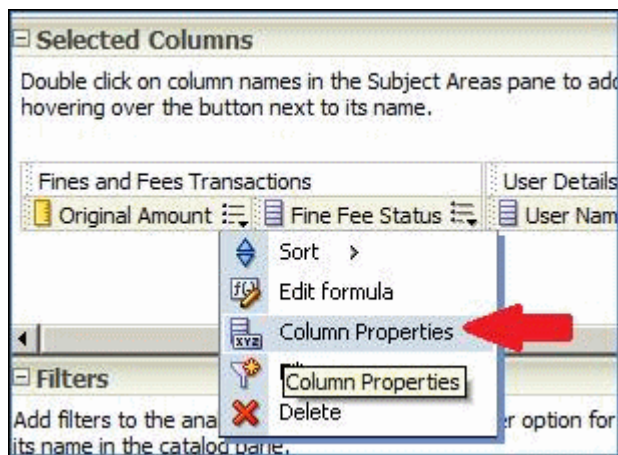 Selected Columns
Double click on column names in the Subject Areas pane to add
hovering over the button next to its name.
Fines and Fees Transactions
User Details
Original Amount
Fine Fee Status
User Nam
Sort
Edit formula
Column Properties
Column Properties
Delete
Filters
Add filters to the ana
r option for
its name in the catalog pane.